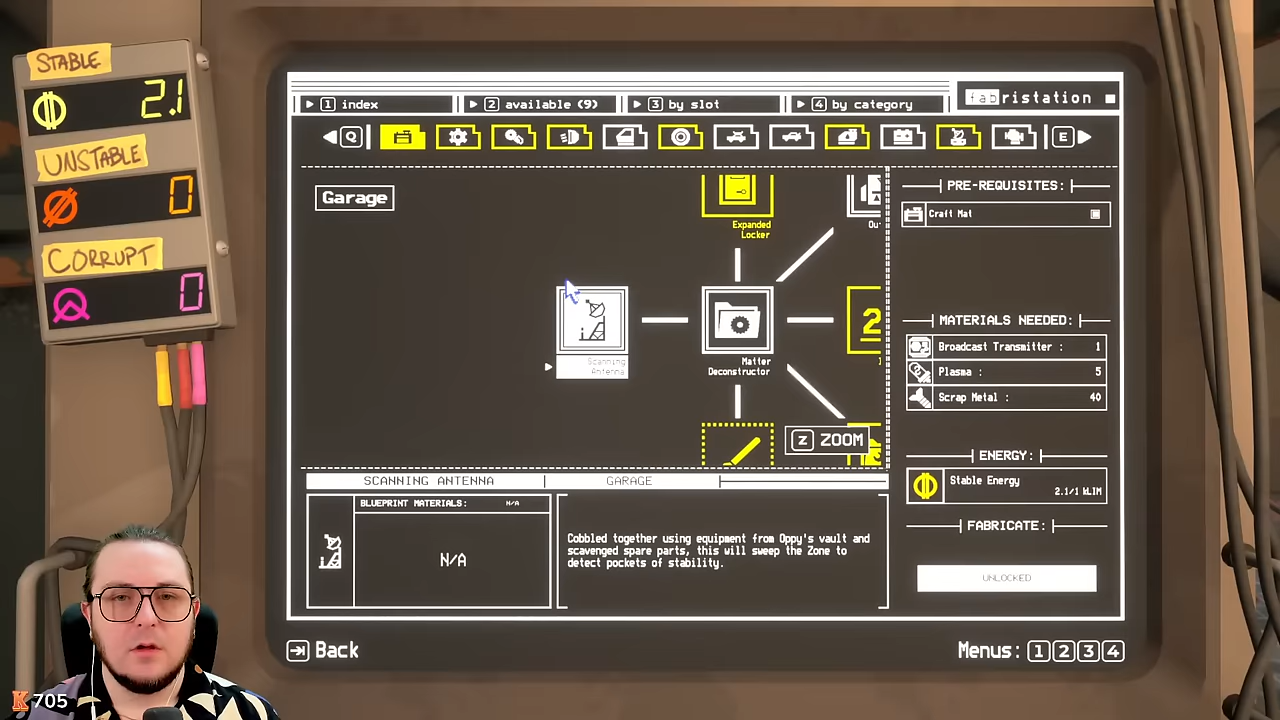 STABLE
2.1
UNSTABLE
0
CORRUPT
0
1 index
2 available (9)
3 by slot
4 by category
fabristation
Q
E
Garage
Expanded
Locker
Scanning
Antenna
Matter
Deconstructor
2
Z ZOOM
PRE-REQUISITES:
Craft Mat
MATERIALS NEEDED:
Broadcast Transmitter : 1
Plasma : 5
Scrap Metal : 40
ENERGY:
Stable Energy
2.1/1 kLIM
FABRICATE:
UNLOCKED
SCANNING ANTENNA
GARAGE
BLUEPRINT MATERIALS: N/A
N/A
Cobbled together using equipment from Oppy's vault and
scavenged spare parts, this will sweep the Zone to
detect pockets of stability.
Back
Menus: 1 2 3 4
K 705